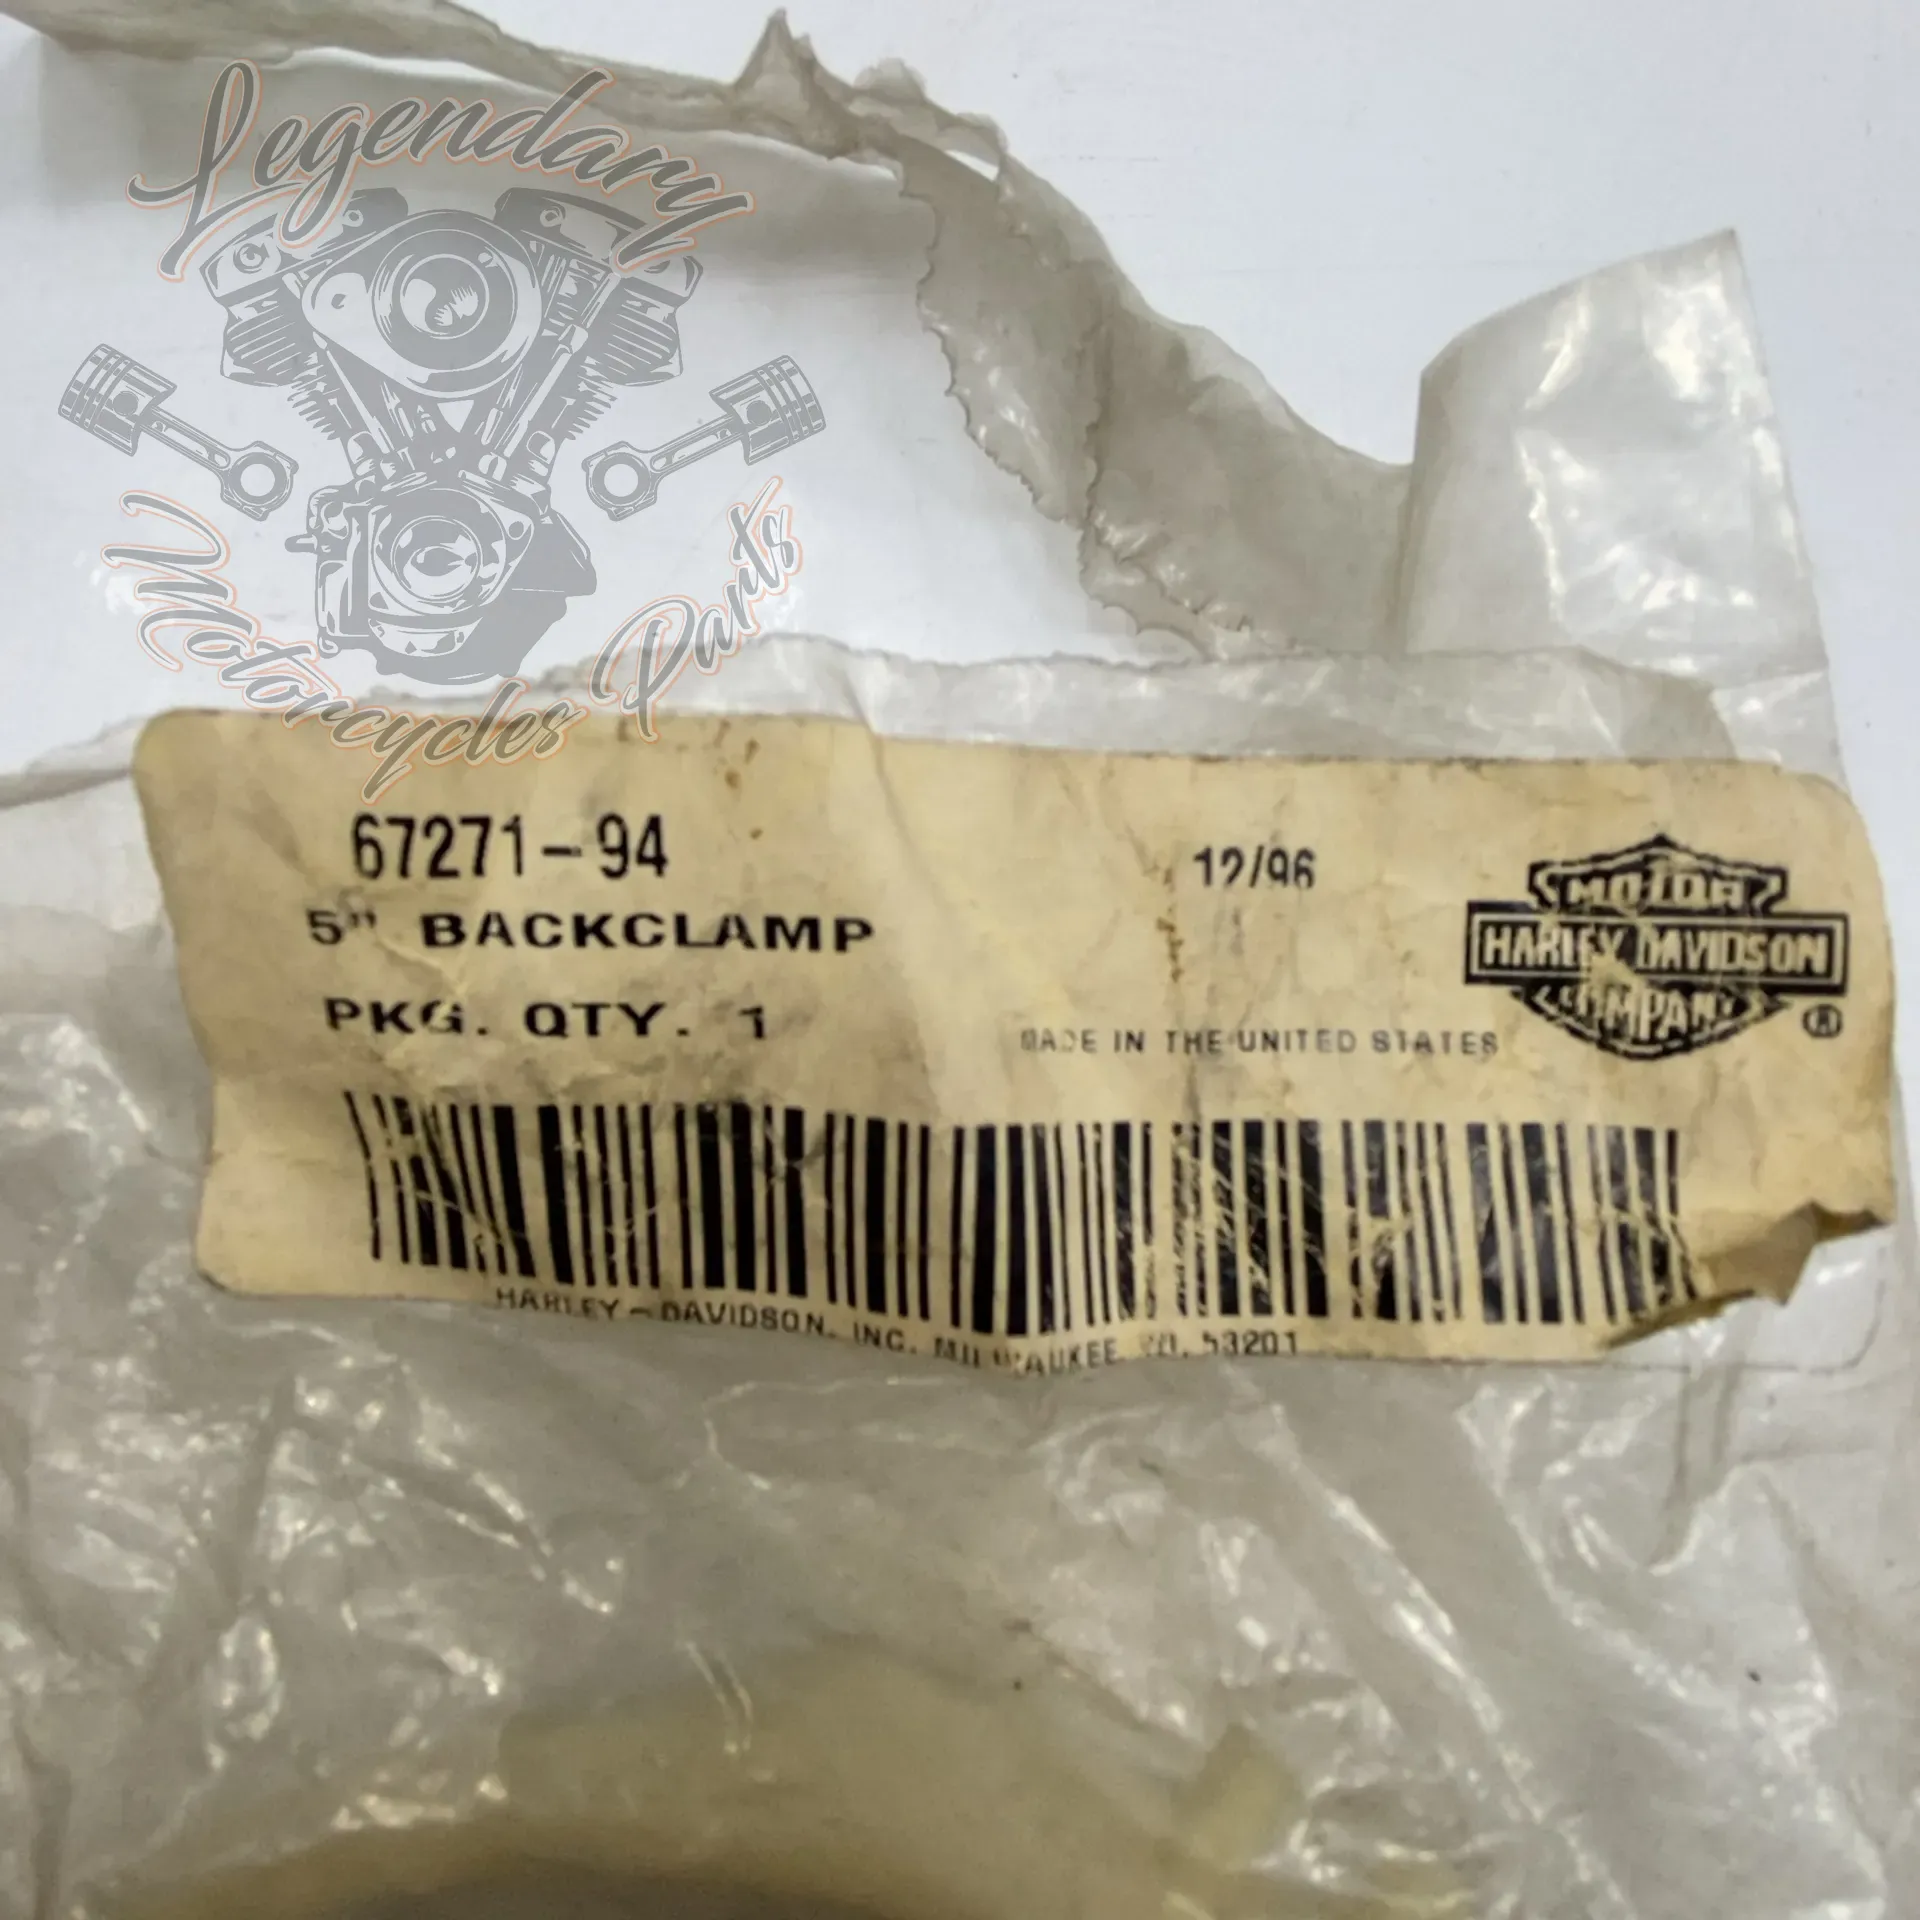 Legendary
Motorcycles Parts
67271-94
12/96
5" BACKCLAMP
PKG. QTY. 1
MADE IN THE UNITED STATES
MOTOR
HARLEY-DAVIDSON
COMPANY
®
HARLEY-DAVIDSON, INC. MILWAUKEE, WI. 53201